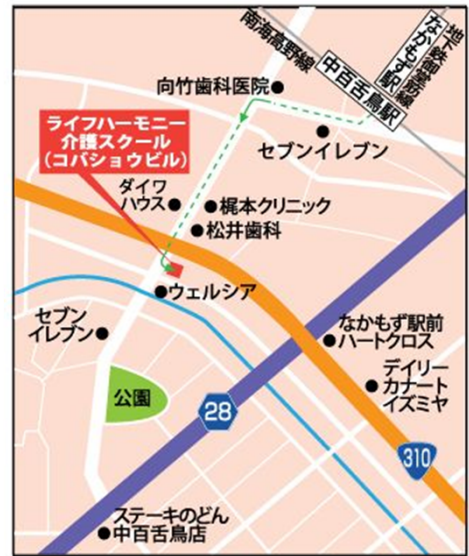 南海高野線
中百舌鳥駅
地下鉄御堂筋線
なかもず駅
向竹歯科医院
セブンイレブン
ライフハーモニー
介護スクール
(コバショウビル)
ダイワ
ハウス
梶本クリニック
松井歯科
ウェルシア
セブン
イレブン
なかもず駅前
ハートクロス
デイリー
カナート
イズミヤ
公園
28
310
ステーキのどん
中百舌鳥店